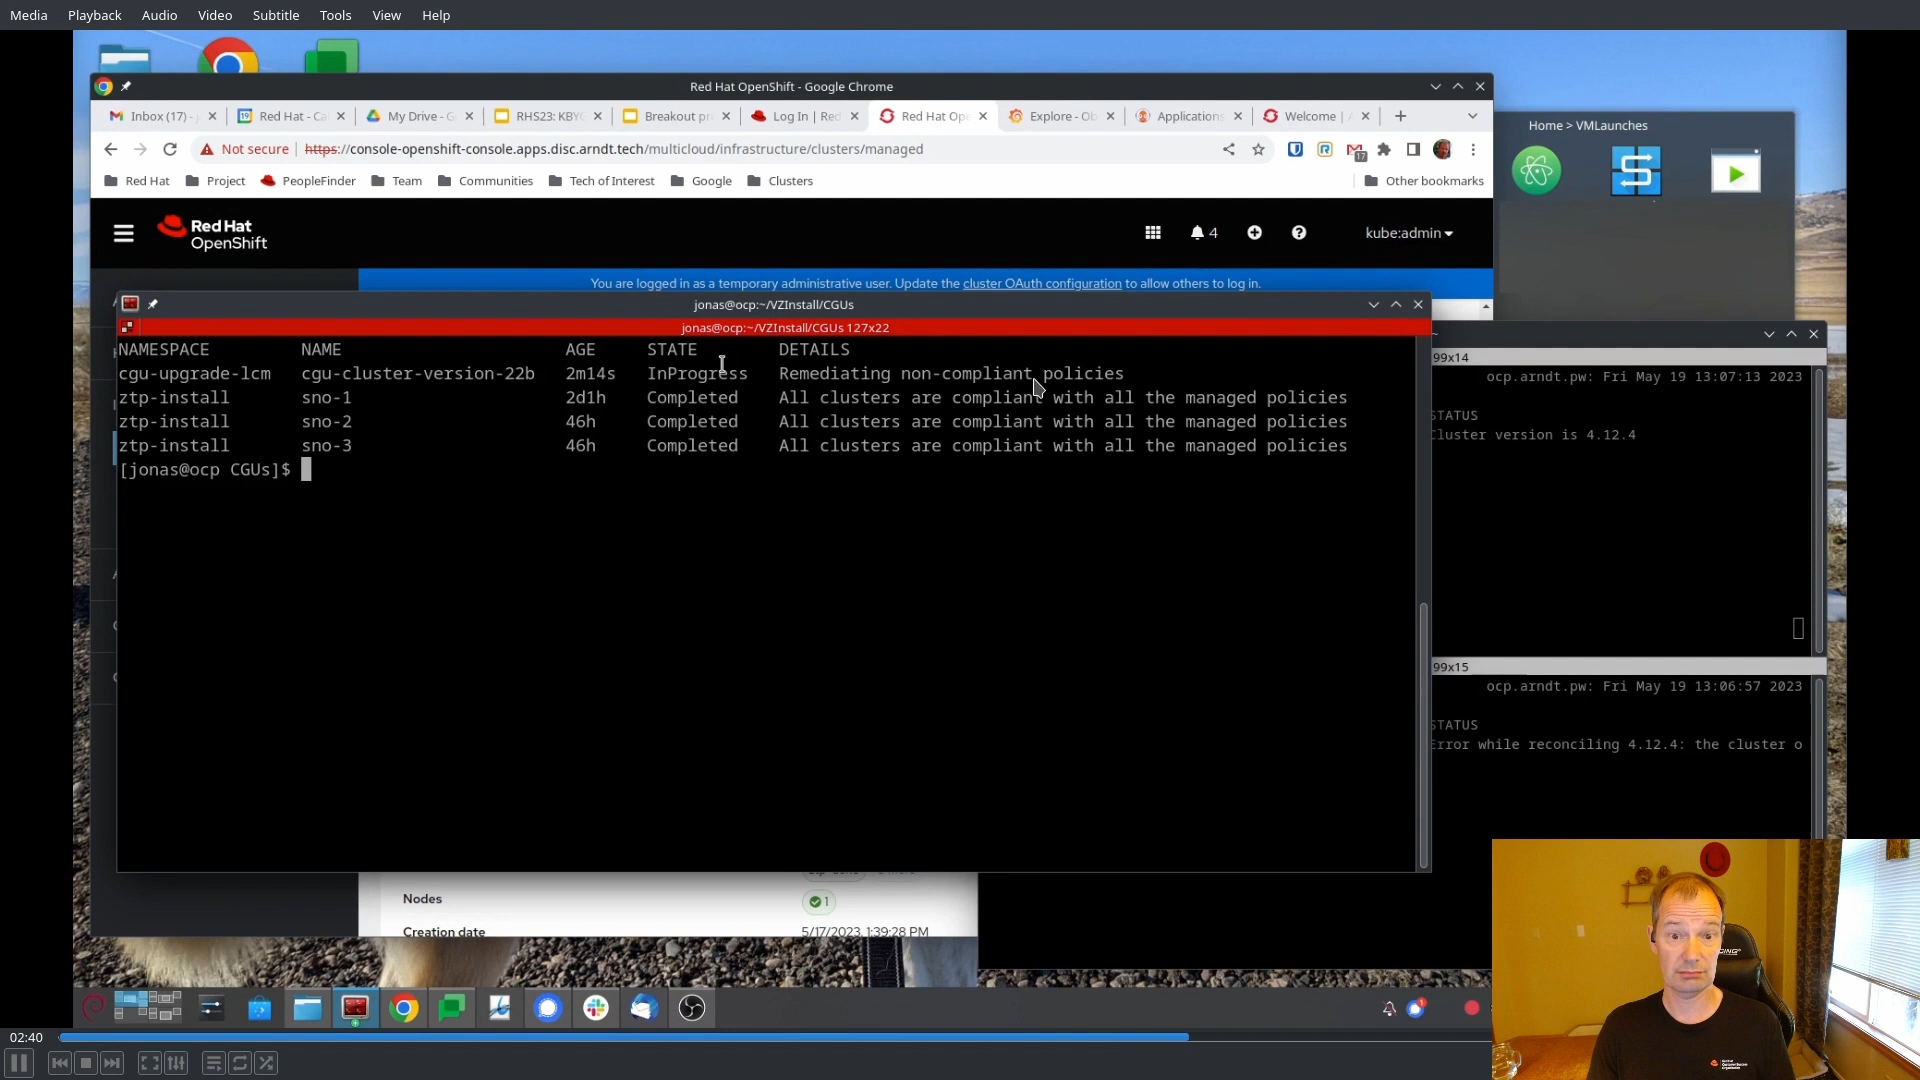 Media Playback Audio Video Subtitle Tools View Help
Red Hat OpenShift - Google Chrome
Inbox (17) - Red Hat - Ca My Drive - G RHS23: KBYG Breakout pr Log In | Red Red Hat Ope Explore - Ob Applications Welcome |
Not secure https://console-openshift-console.apps.disc.arndt.tech/multicloud/infrastructure/clusters/managed
17
Red Hat Project PeopleFinder Team Communities Tech of Interest Google Clusters Other bookmarks
Home > VMLaunches
Red Hat
OpenShift
4
kube:admin
You are logged in as a temporary administrative user. Update the cluster OAuth configuration to allow others to log in.
jonas@ocp:~/VZInstall/CGUs
jonas@ocp:~/VZInstall/CGUs 127x22
NAMESPACE NAME AGE STATE DETAILS
cgu-upgrade-lcm cgu-cluster-version-22b 2m14s InProgress Remediating non-compliant policies
ztp-install sno-1 2d1h Completed All clusters are compliant with all the managed policies
ztp-install sno-2 46h Completed All clusters are compliant with all the managed policies
ztp-install sno-3 46h Completed All clusters are compliant with all the managed policies
[jonas@ocp CGUs]$
99x14
ocp.arndt.pw: Fri May 19 13:07:13 2023
STATUS
Cluster version is 4.12.4
99x15
ocp.arndt.pw: Fri May 19 13:06:57 2023
STATUS
Error while reconciling 4.12.4: the cluster o
Nodes
1
Creation date 5/17/2023, 1:39:28 PM
02:40